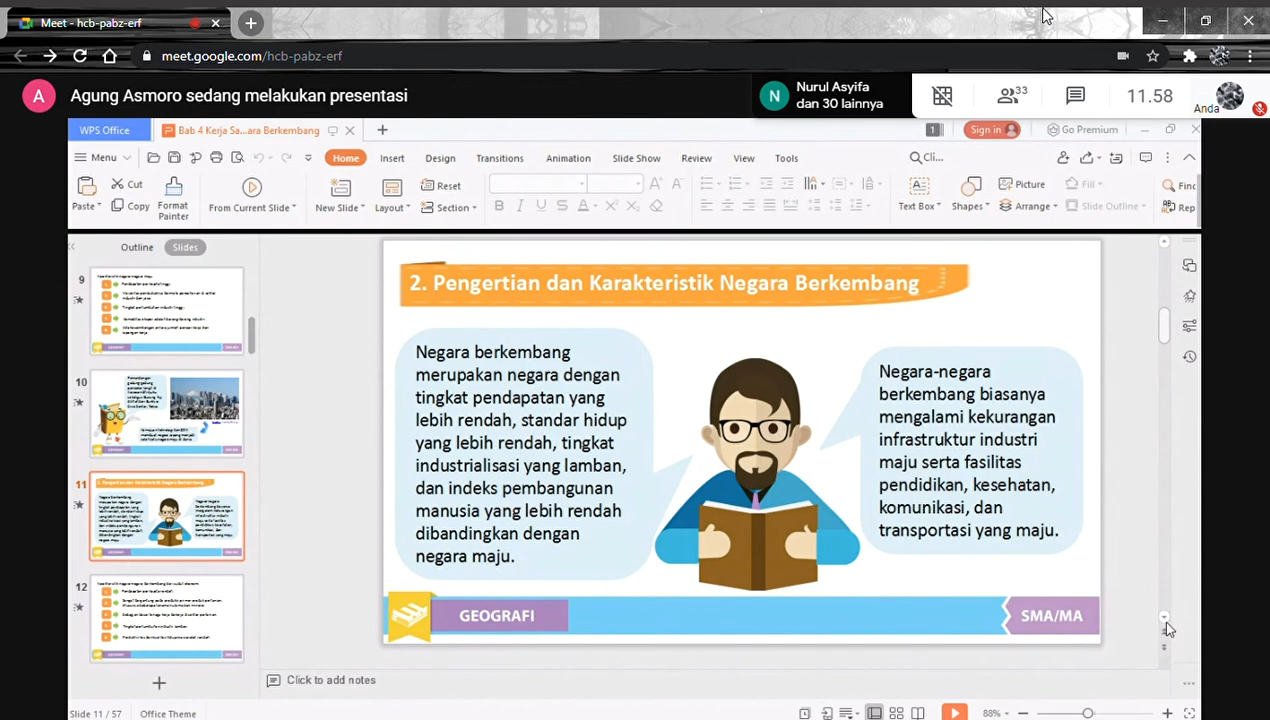 Meet - hcb-pabz-erf
meet.google.com/hcb-pabz-erf
A
Agung Asmoro sedang melakukan presentasi
N
Nurul Asyifa
dan 30 lainnya
33
11.58
Anda
WPS Office
Bab 4 Kerja Sa...ara Berkembang
1
Sign in
Go Premium
Menu
Home
Insert
Design
Transitions
Animation
Slide Show
Review
View
Tools
Cli...
Paste
Cut
Copy
Format
Painter
From Current Slide
New Slide
Layout
Reset
Section
B I U S A X² X₂
Text Box
Shapes
Picture
Arrange
Fill
Slide Outline
Find
Rep
Outline
Slides
9
10
11
12
2. Pengertian dan Karakteristik Negara Berkembang
Negara berkembang
merupakan negara dengan
tingkat pendapatan yang
lebih rendah, standar hidup
yang lebih rendah, tingkat
industrialisasi yang lamban,
dan indeks pembangunan
manusia yang lebih rendah
dibandingkan dengan
negara maju.
Negara-negara
berkembang biasanya
mengalami kekurangan
infrastruktur industri
maju serta fasilitas
pendidikan, kesehatan,
komunikasi, dan
transportasi yang maju.
GEOGRAFI
SMA/MA
Click to add notes
Slide 11 / 57
Office Theme
88%